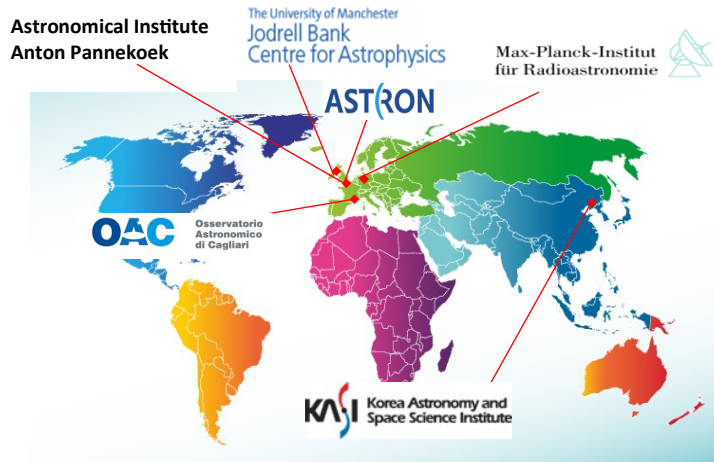 Astronomical Institute
Anton Pannekoek
The University of Manchester
Jodrell Bank
Centre for Astrophysics
Max-Planck-Institut
für Radioastronomie
ASTRON
OAC
Osservatorio
Astronomico
di Cagliari
KASI
Korea Astronomy and
Space Science Institute